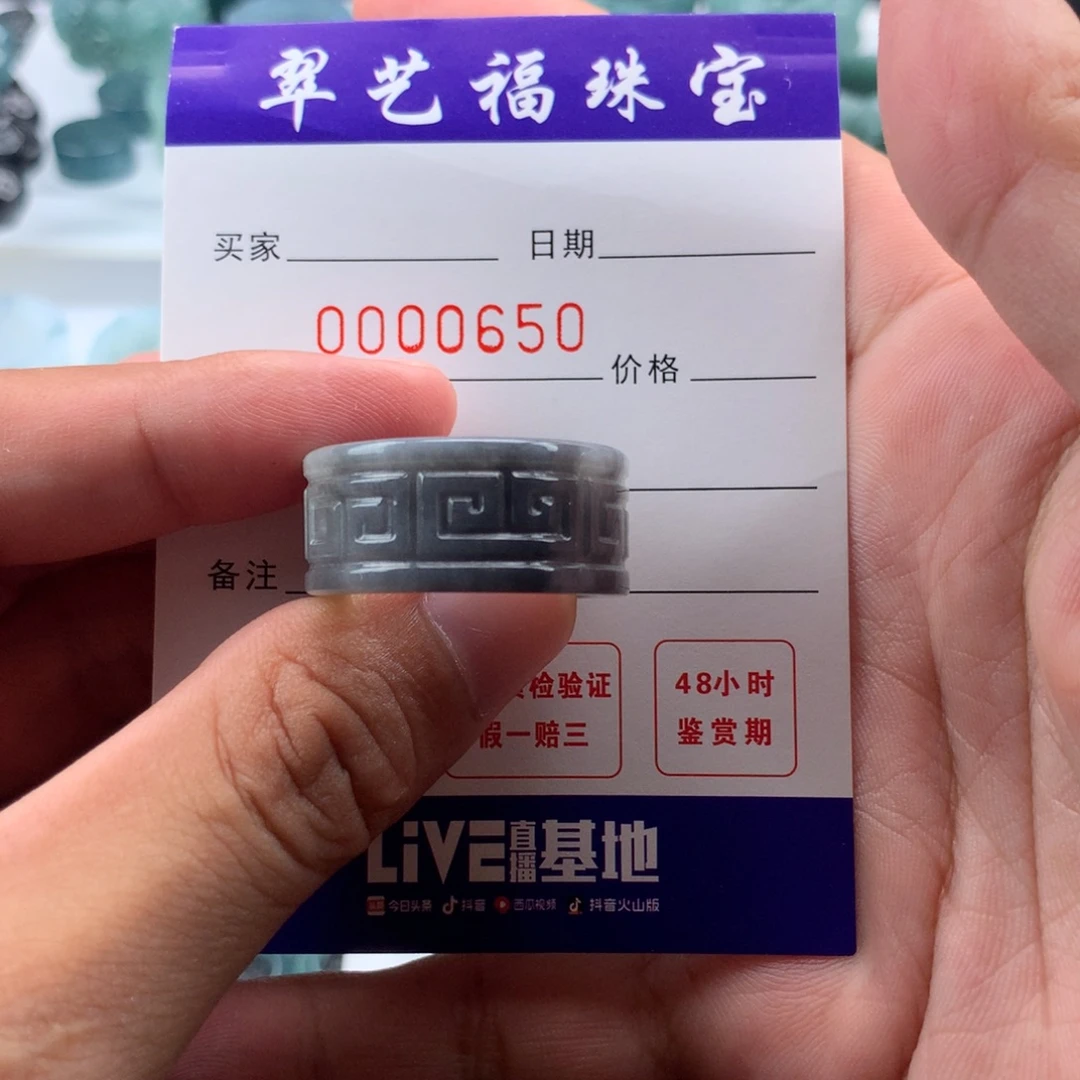 翠艺福珠宝
买家 日期
0000650
价格
备注
检验证 48小时
假一赔三 鉴赏期
LiVE直播基地
今日头条 抖音 西瓜视频 抖音火山版